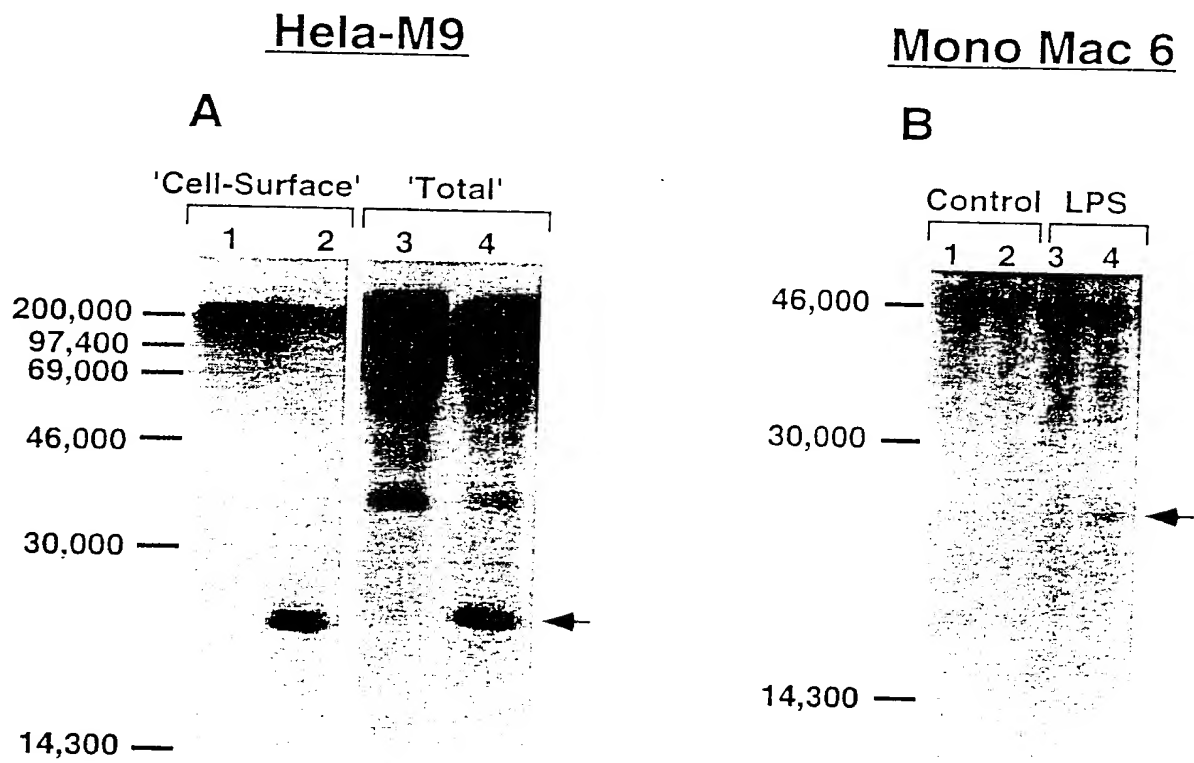 Hela-M9
A
'Cell-Surface' 'Total'
1 2 3 4
200,000
97,400
69,000
46,000
30,000
14,300
Mono Mac 6
B
Control LPS
1 2 3 4
46,000
30,000
14,300